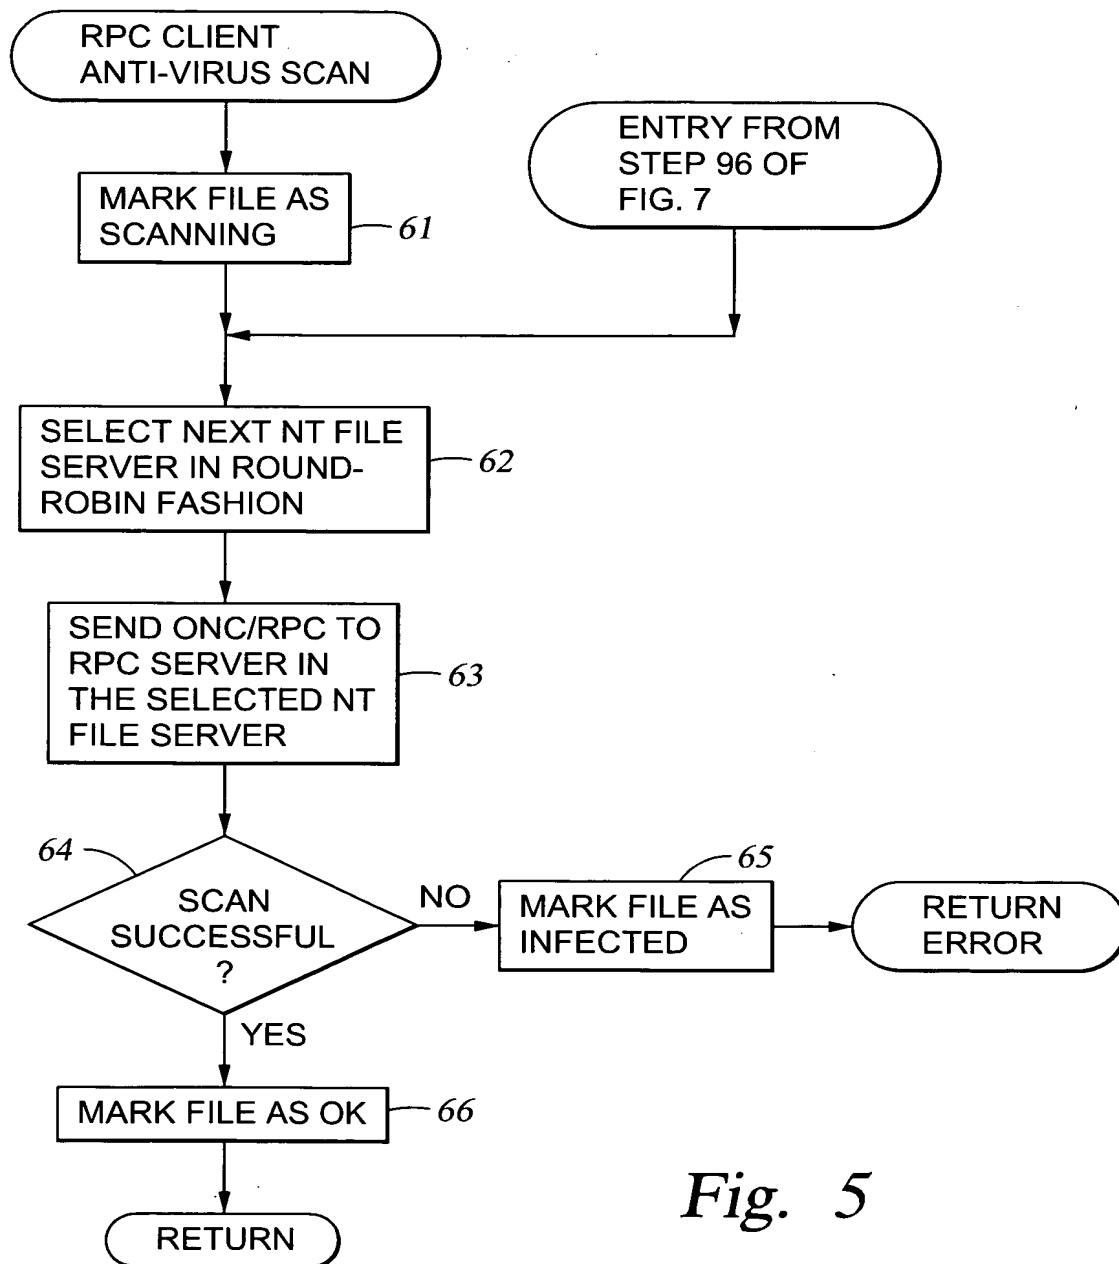 RPC CLIENT
ANTI-VIRUS SCAN
ENTRY FROM
STEP 96 OF
FIG. 7
MARK FILE AS
SCANNING
61
SELECT NEXT NT FILE
SERVER IN ROUND-
ROBIN FASHION
62
SEND ONC/RPC TO
RPC SERVER IN
THE SELECTED NT
FILE SERVER
63
64
SCAN
SUCCESSFUL
?
NO
65
MARK FILE AS
INFECTED
RETURN
ERROR
YES
MARK FILE AS OK
66
RETURN
Fig. 5